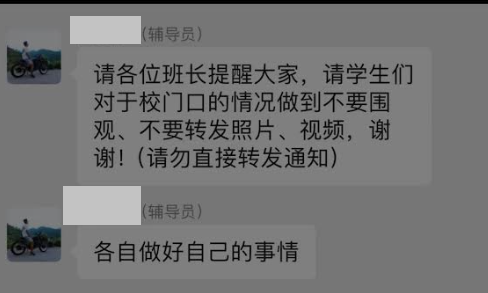 (辅导员)
请各位班长提醒大家，请学生们
对于校门口的情况做到不要围
观、不要转发照片、视频，谢
谢!（请勿直接转发通知）
(辅导员)
各自做好自己的事情